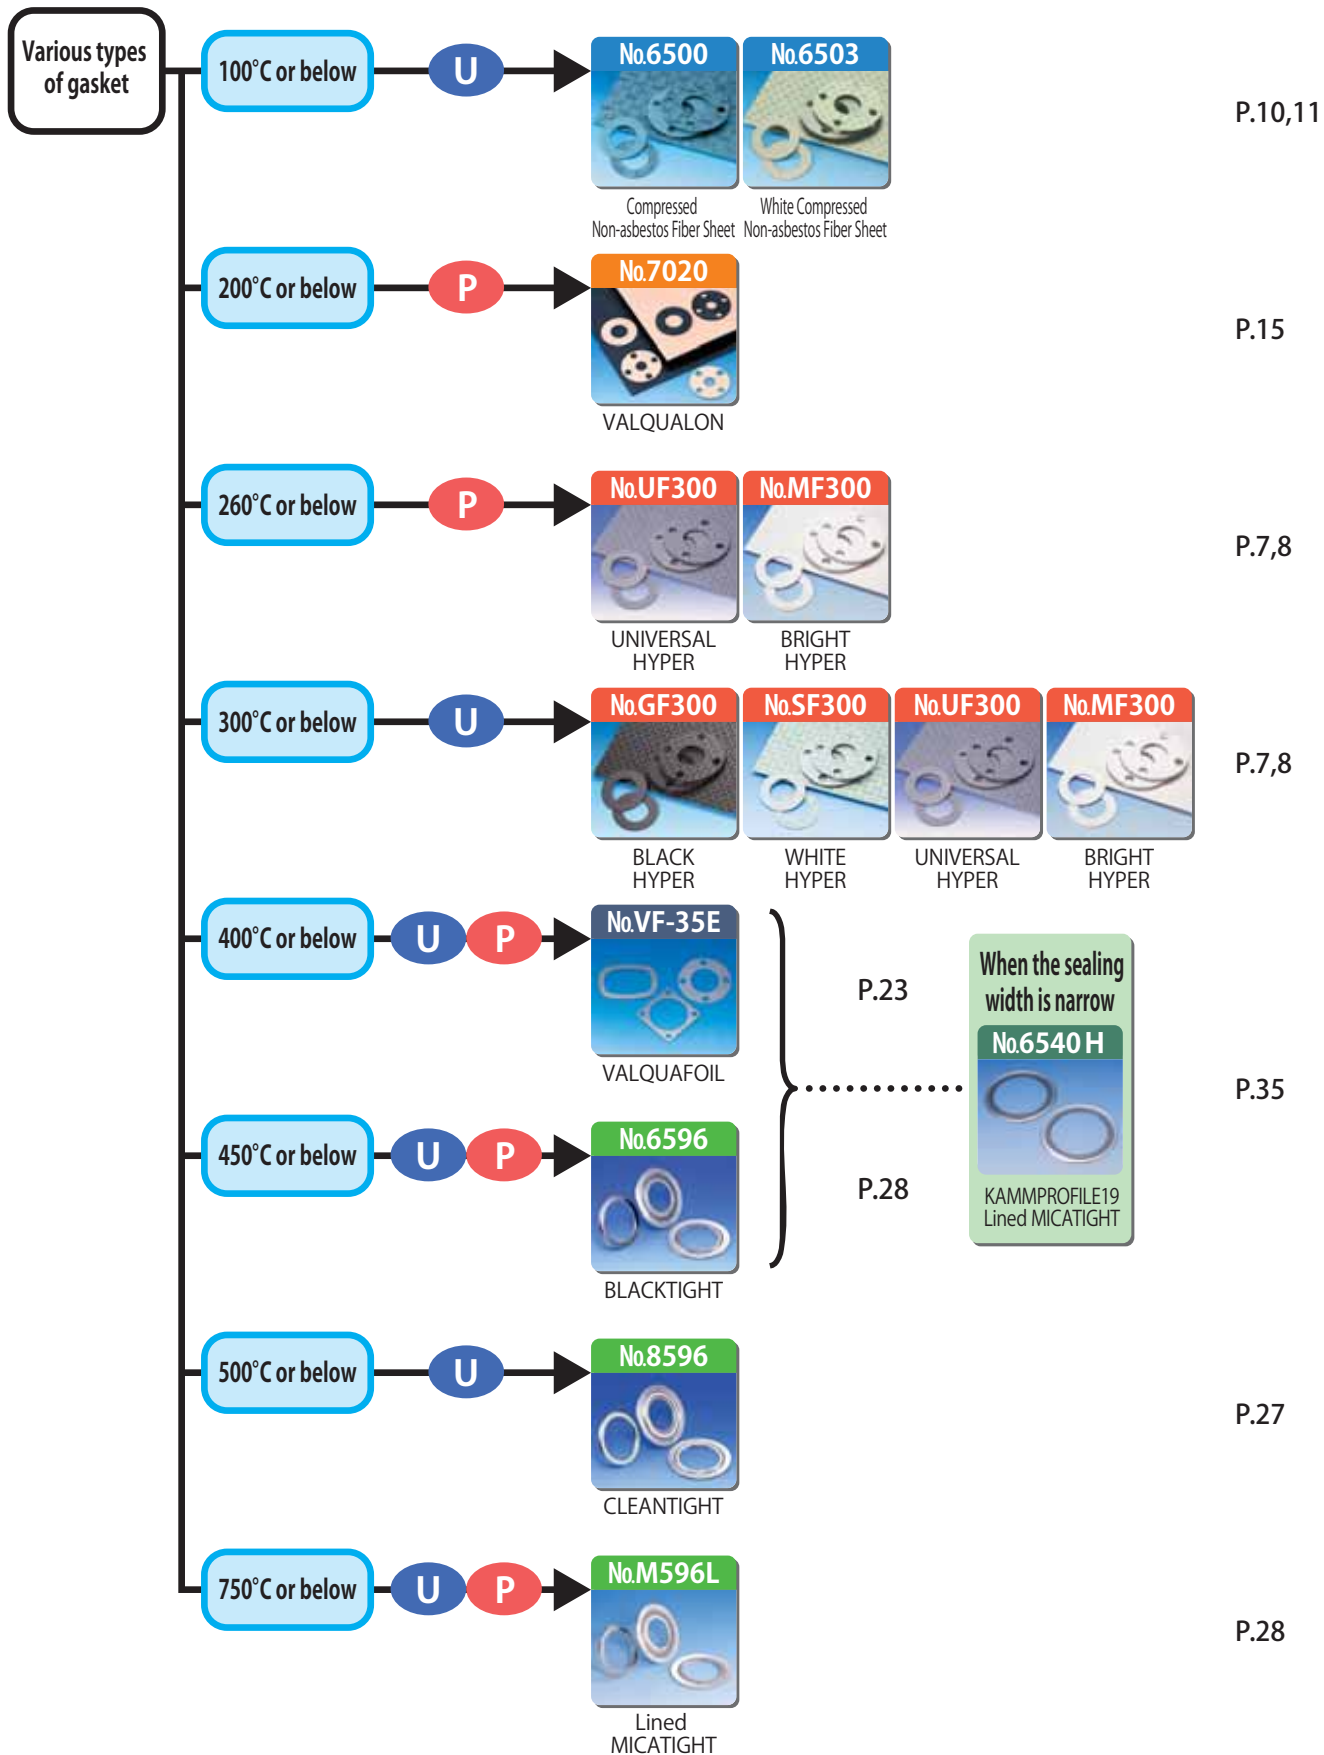 Various types
of gasket
100°C or below
U
No.6500
No.6503
P.10,11
Compressed
Non-asbestos Fiber Sheet
White Compressed
Non-asbestos Fiber Sheet
200°C or below
P
No.7020
P.15
VALQUALON
260°C or below
P
No.UF300
No.MF300
P.7,8
UNIVERSAL
HYPER
BRIGHT
HYPER
300°C or below
U
No.GF300
No.SF300
No.UF300
No.MF300
P.7,8
BLACK
HYPER
WHITE
HYPER
UNIVERSAL
HYPER
BRIGHT
HYPER
400°C or below
U P
No.VF-35E
P.23
VALQUAFOIL
When the sealing
width is narrow
No.6540 H
KAMMPROFILE19
Lined MICATIGHT
P.35
450°C or below
U P
No.6596
P.28
BLACKTIGHT
500°C or below
U
No.8596
P.27
CLEANTIGHT
750°C or below
U P
No.M596L
P.28
Lined
MICATIGHT